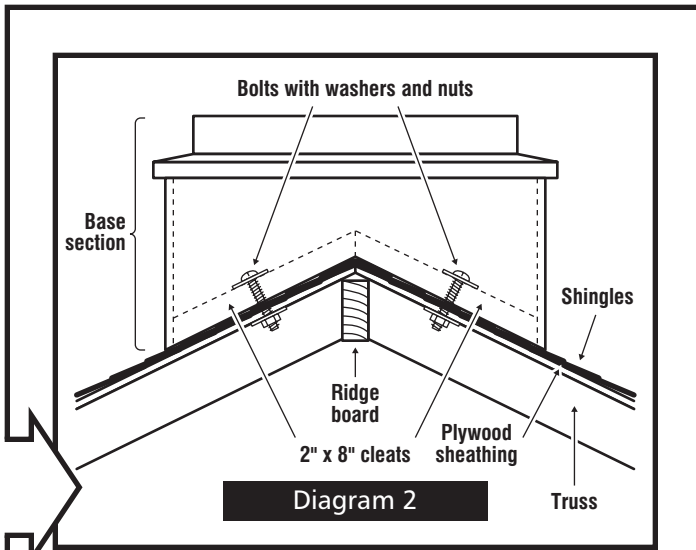 Bolts with washers and nuts
Base
section
Shingles
Ridge
board
Plywood
sheathing
2" x 8" cleats
Truss
Diagram 2